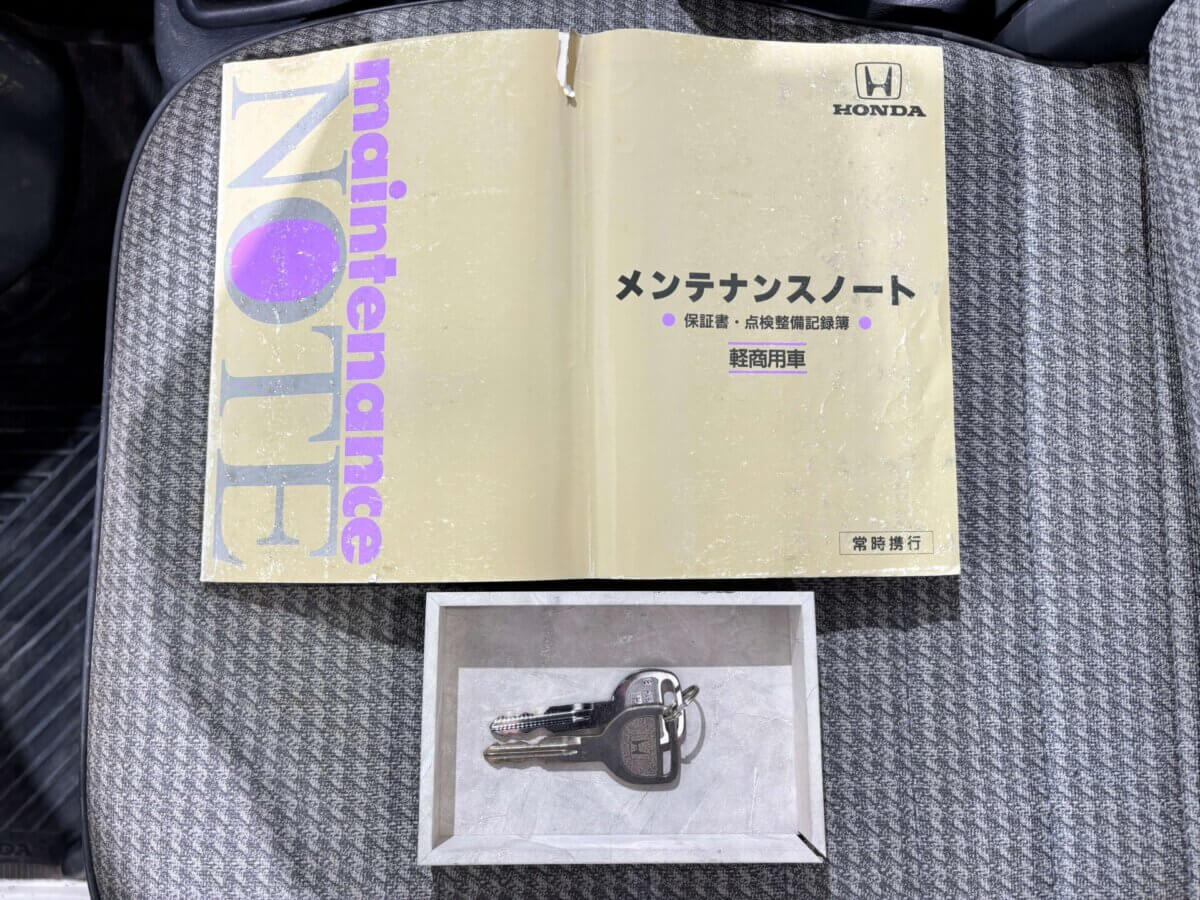 maintenance
NOTE
HONDA
メンテナンスノート
● 保証書・点検整備記録簿 ●
軽商用車
常時携行